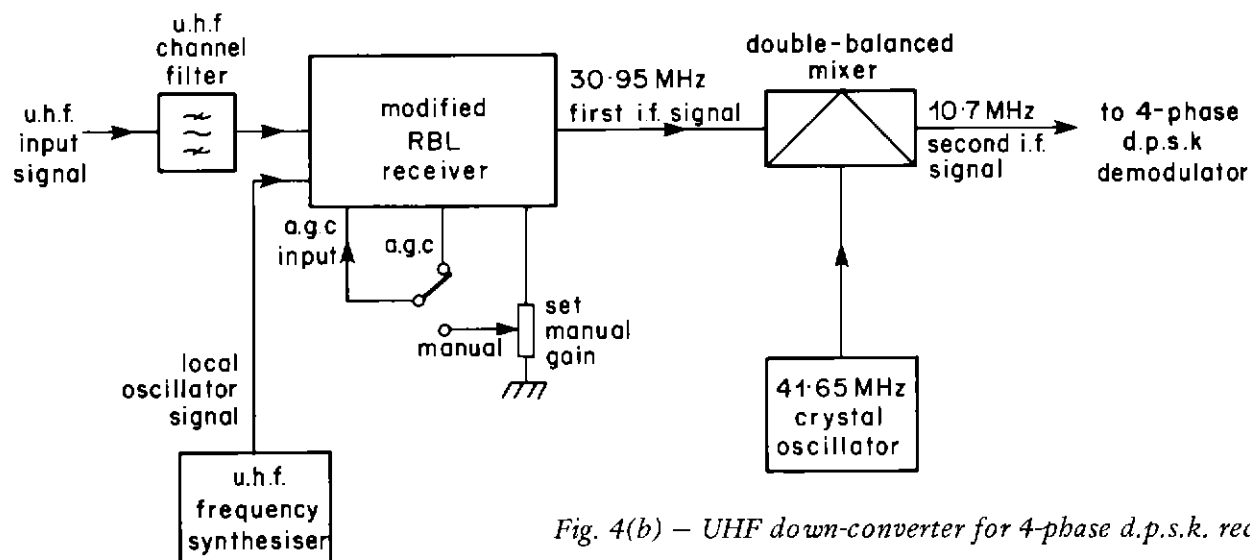 u.h.f
channel
filter
u.h.f.
input
signal
modified
RBL
receiver
30·95 MHz
first i.f. signal
double-balanced
mixer
10·7 MHz
second i.f.
signal
to 4-phase
d.p.s.k
demodulator
a.g.c
input
a.g.c
manual
set
manual
gain
local
oscillator
signal
u.h.f.
frequency
synthesiser
41·65 MHz
crystal
oscillator
Fig. 4(b) – UHF down-converter for 4-phase d.p.s.k. rec